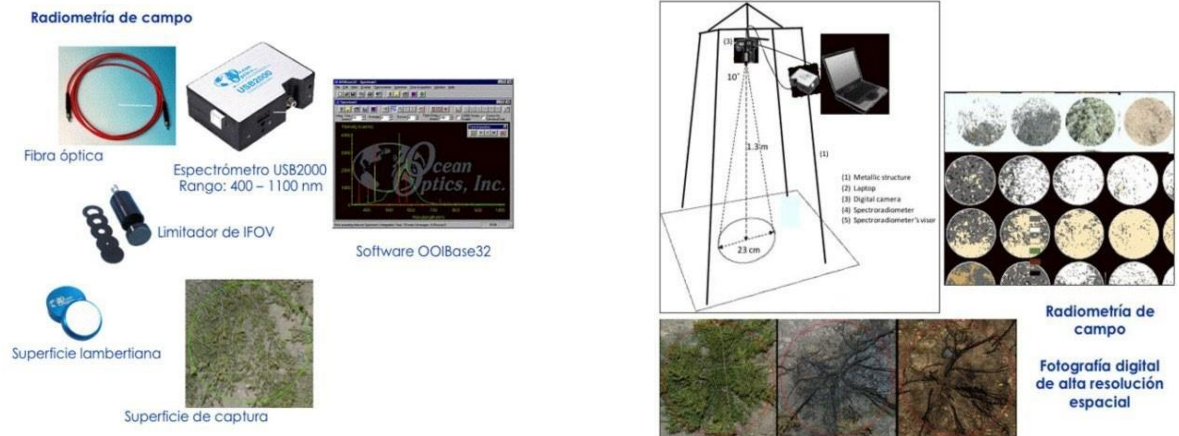 Radiometría de campo
Ocean
Optics
USB2000
Fibra óptica
Espectrómetro USB2000
Rango: 400 – 1100 nm
Ocean
Optics, Inc.
Limitador de IFOV
Software OOIBase32
Superficie lambertiana
Superficie de captura
(3)
10°
1.3 m
(1)
(1) Metallic structure
(2) Laptop
(3) Digital camera
(4) Spectroradiometer
(5) Spectroradiometer's visor
23 cm
Radiometría de
campo
Fotografía digital
de alta resolución
espacial